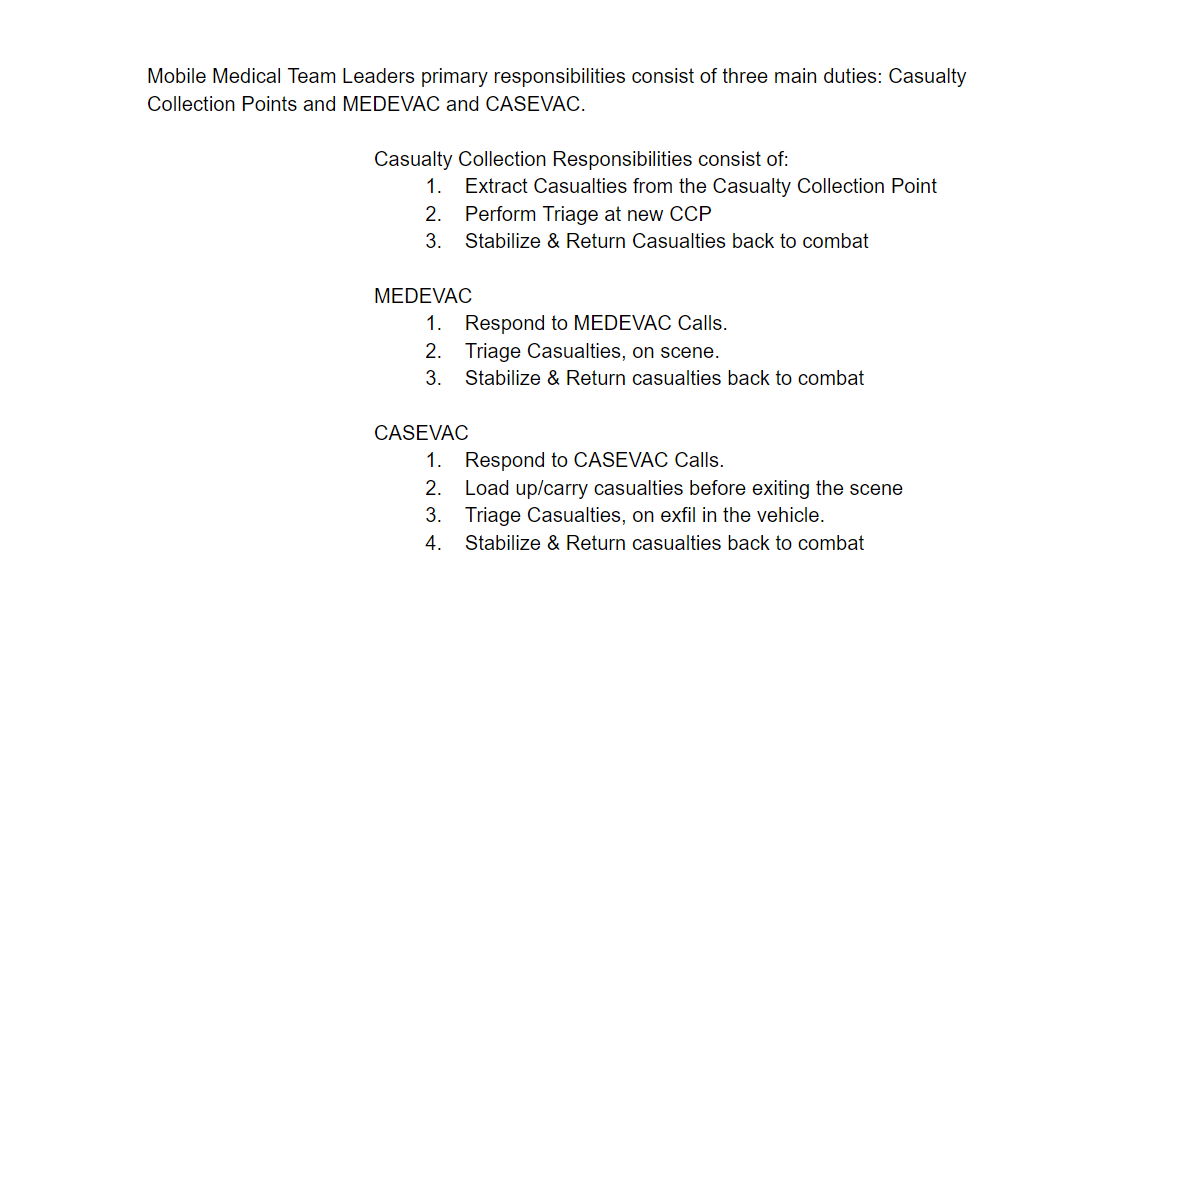 Mobile Medical Team Leaders primary responsibilities consist of three main duties: Casualty
Collection Points and MEDEVAC and CASEVAC.
Casualty Collection Responsibilities consist of:
1. Extract Casualties from the Casualty Collection Point
2. Perform Triage at new CCP
3. Stabilize & Return Casualties back to combat
MEDEVAC
1. Respond to MEDEVAC Calls.
2. Triage Casualties, on scene.
3. Stabilize & Return casualties back to combat
CASEVAC
1. Respond to CASEVAC Calls.
2. Load up/carry casualties before exiting the scene
3. Triage Casualties, on exfil in the vehicle.
4. Stabilize & Return casualties back to combat